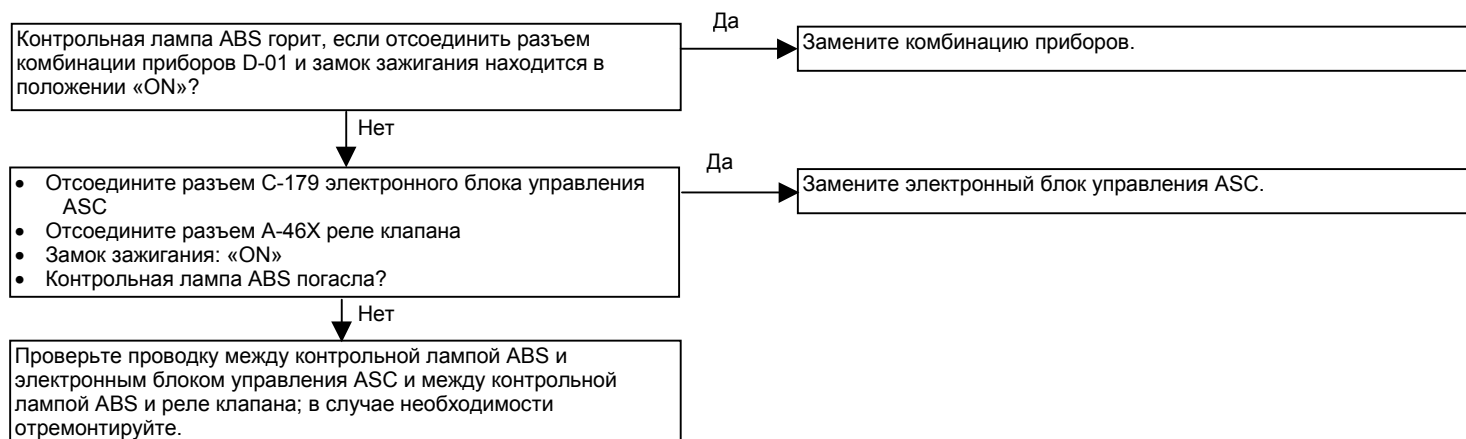 Да
Контрольная лампа ABS горит, если отсоединить разъем
комбинации приборов D-01 и замок зажигания находится в
положении «ON»?
Замените комбинацию приборов.
Нет
Да
• Отсоедините разъем C-179 электронного блока управления
ASC
• Отсоедините разъем A-46X реле клапана
• Замок зажигания: «ON»
• Контрольная лампа ABS погасла?
Замените электронный блок управления ASC.
Нет
Проверьте проводку между контрольной лампой ABS и
электронным блоком управления ASC и между контрольной
лампой ABS и реле клапана; в случае необходимости
отремонтируйте.